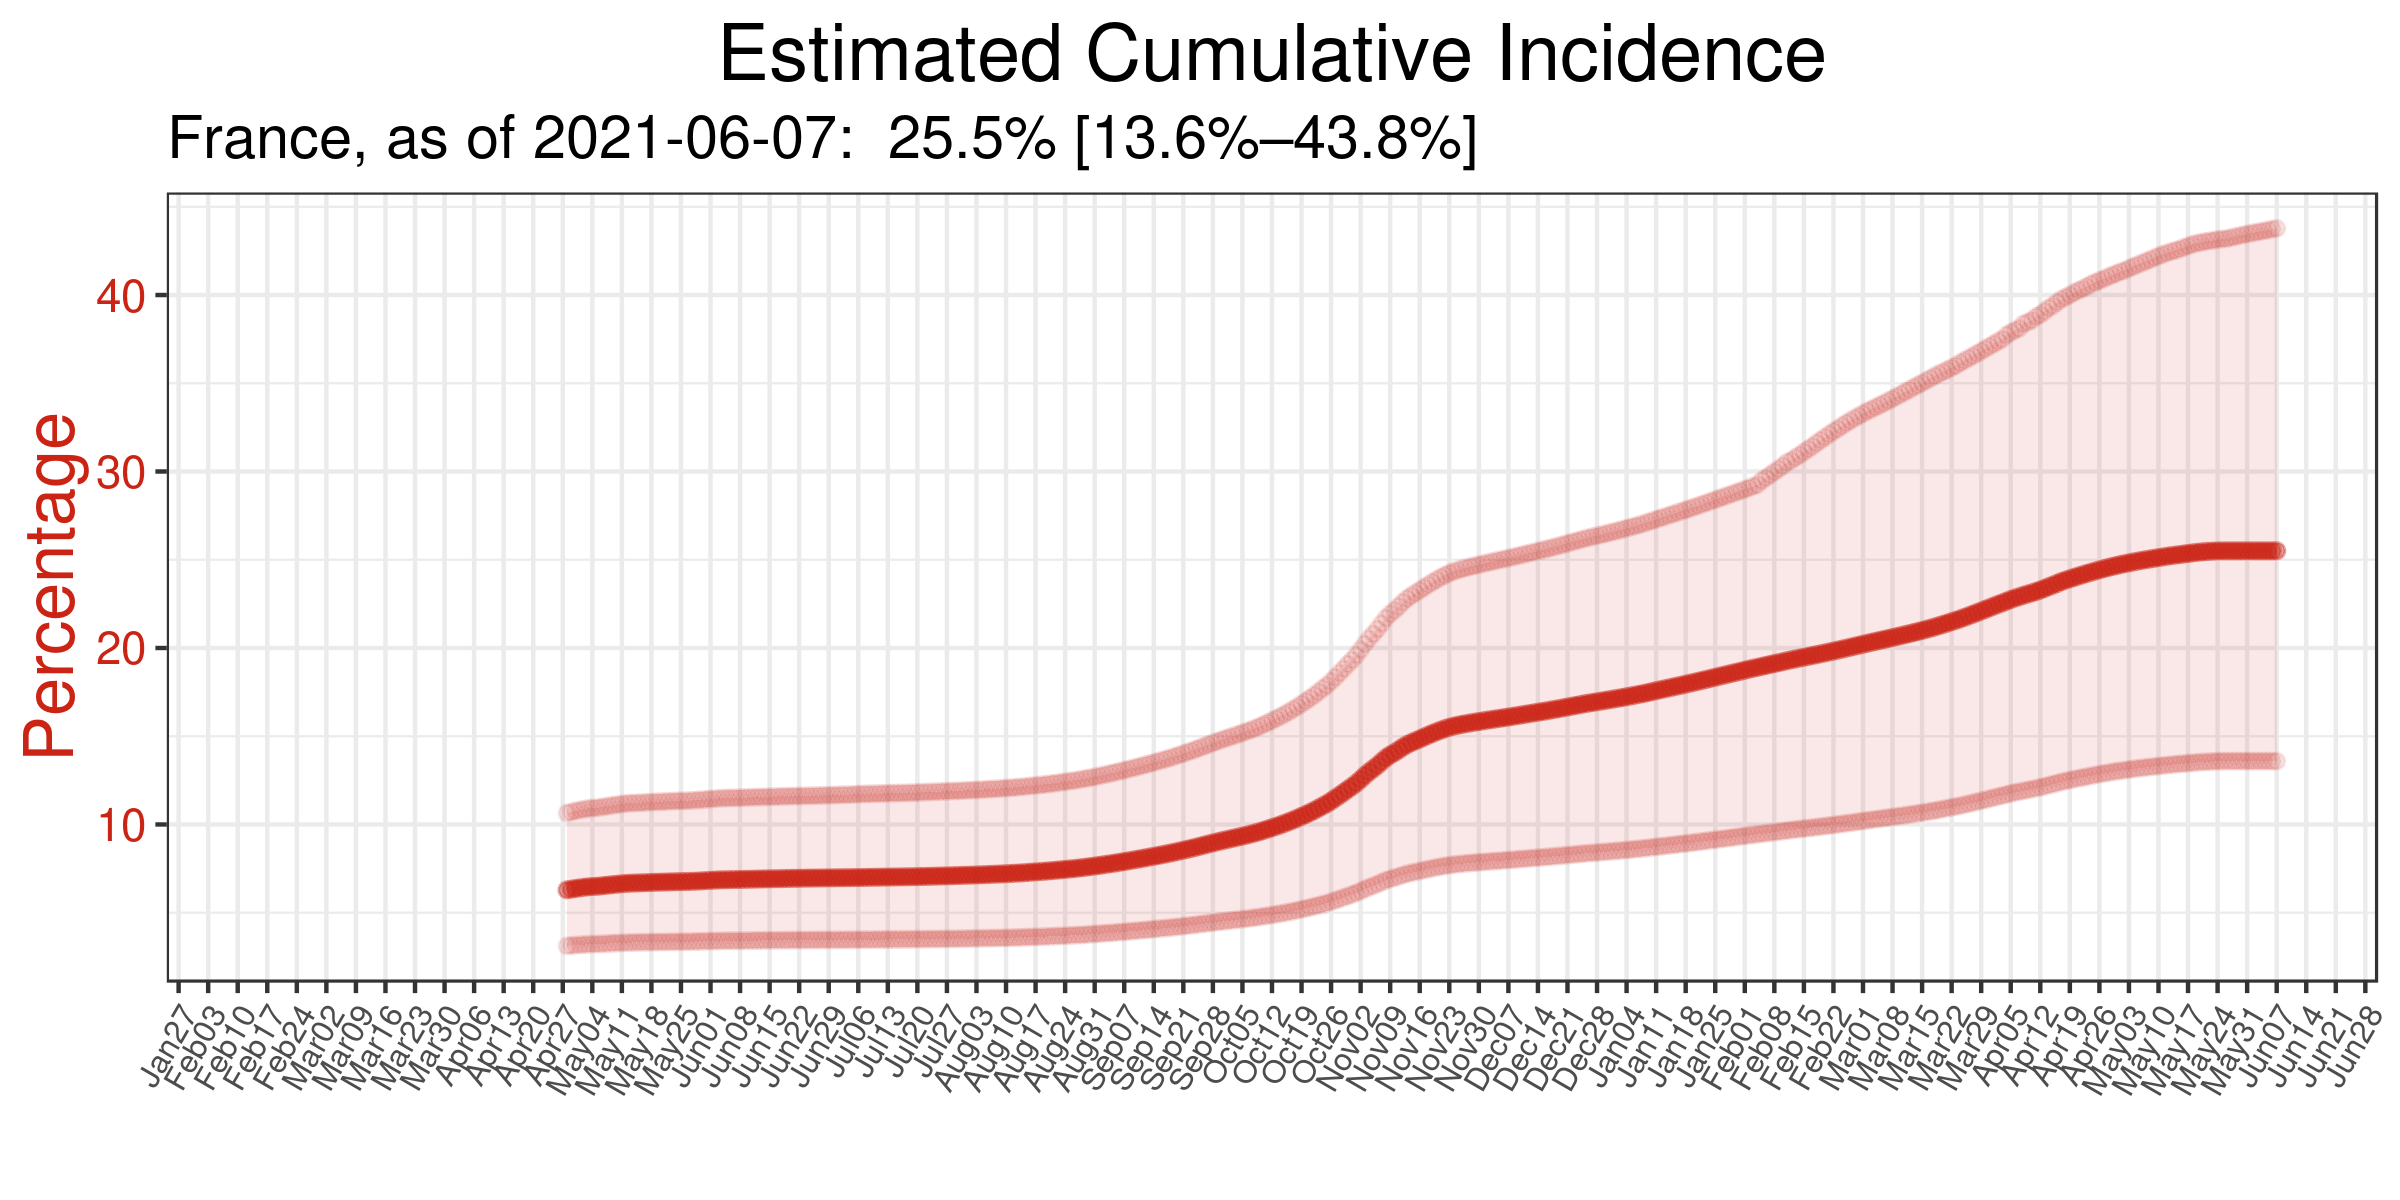 Estimated Cumulative Incidence
France, as of 2021-06-07:  25.5% [13.6%–43.8%]
Percentage
40
30
20
10
Jan27
Feb03
Feb10
Feb17
Feb24
Mar02
Mar09
Mar16
Mar23
Mar30
Apr06
Apr13
Apr20
Apr27
May04
May11
May18
May25
Jun01
Jun08
Jun15
Jun22
Jun29
Jul06
Jul13
Jul20
Jul27
Aug03
Aug10
Aug17
Aug24
Aug31
Sep07
Sep14
Sep21
Sep28
Oct05
Oct12
Oct19
Oct26
Nov02
Nov09
Nov16
Nov23
Nov30
Dec07
Dec14
Dec21
Dec28
Jan04
Jan11
Jan18
Jan25
Feb01
Feb08
Feb15
Feb22
Mar01
Mar08
Mar15
Mar22
Mar29
Apr05
Apr12
Apr19
Apr26
May03
May10
May17
May24
May31
Jun07
Jun14
Jun21
Jun28